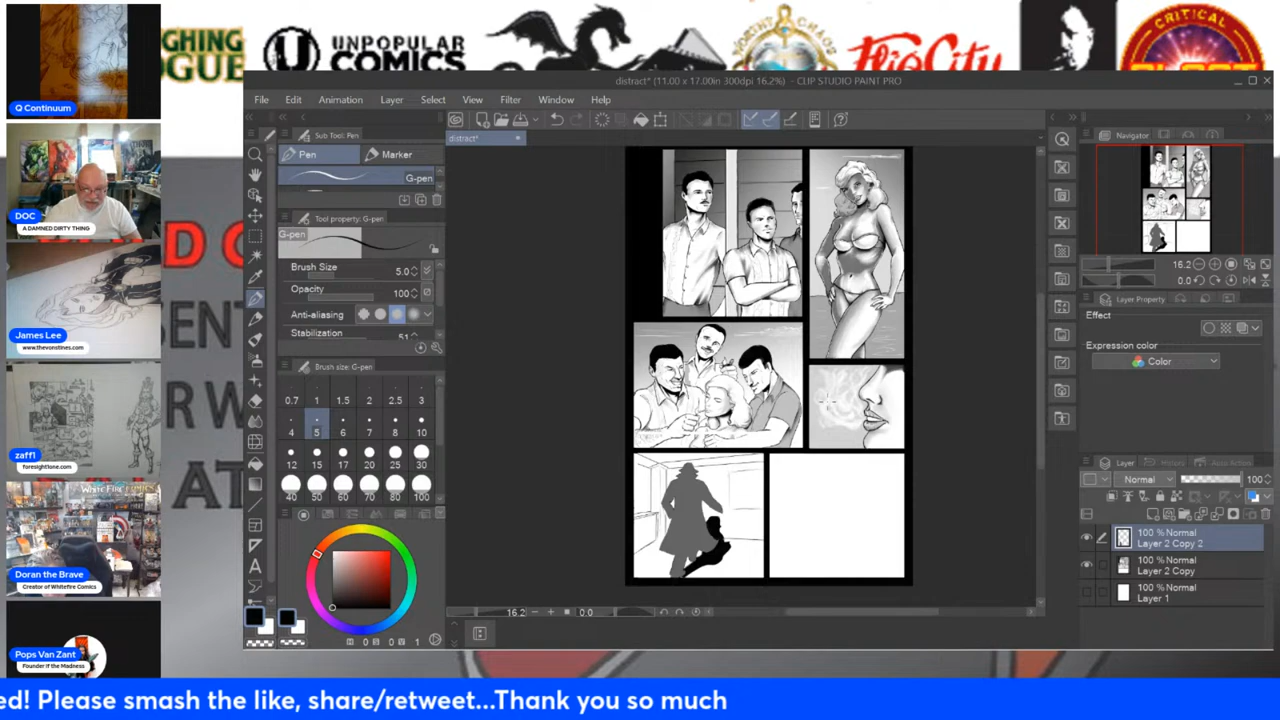 UNPOPULAR
COMICS
CRITICAL
Q Continuum
DOC
A DAMNED DIRTY THING
James Lee
www.thevonstines.com
zaff1
foresight1one.com
Doran the Brave
Creator of Whitefire Comics
Pops Van Zant
Founder if the Madness
distract* (11.00 x 17.00in 300dpi 16.2%) - CLIP STUDIO PAINT PRO
File Edit Animation Layer Select View Filter Window Help
distract*
Sub Tool: Pen
Pen Marker
G-pen
Tool property: G-pen
G-pen
Brush Size 5.0
Opacity 100
Anti-aliasing
Stabilization 51
Brush size: G-pen
0.7 1 1.5 2 2.5 3
4 5 6 7 8 10
12 15 17 20 25 30
40 50 60 70 80 100
16.2 0.0
Navigator
16.2
0.0
Layer Property
Effect
Expression color
Color
Layer
Normal 100
100 % Normal
Layer 2 Copy 2
100 % Normal
Layer 2 Copy
100 % Normal
Layer 1
ed! Please smash the like, share/retweet...Thank you so much